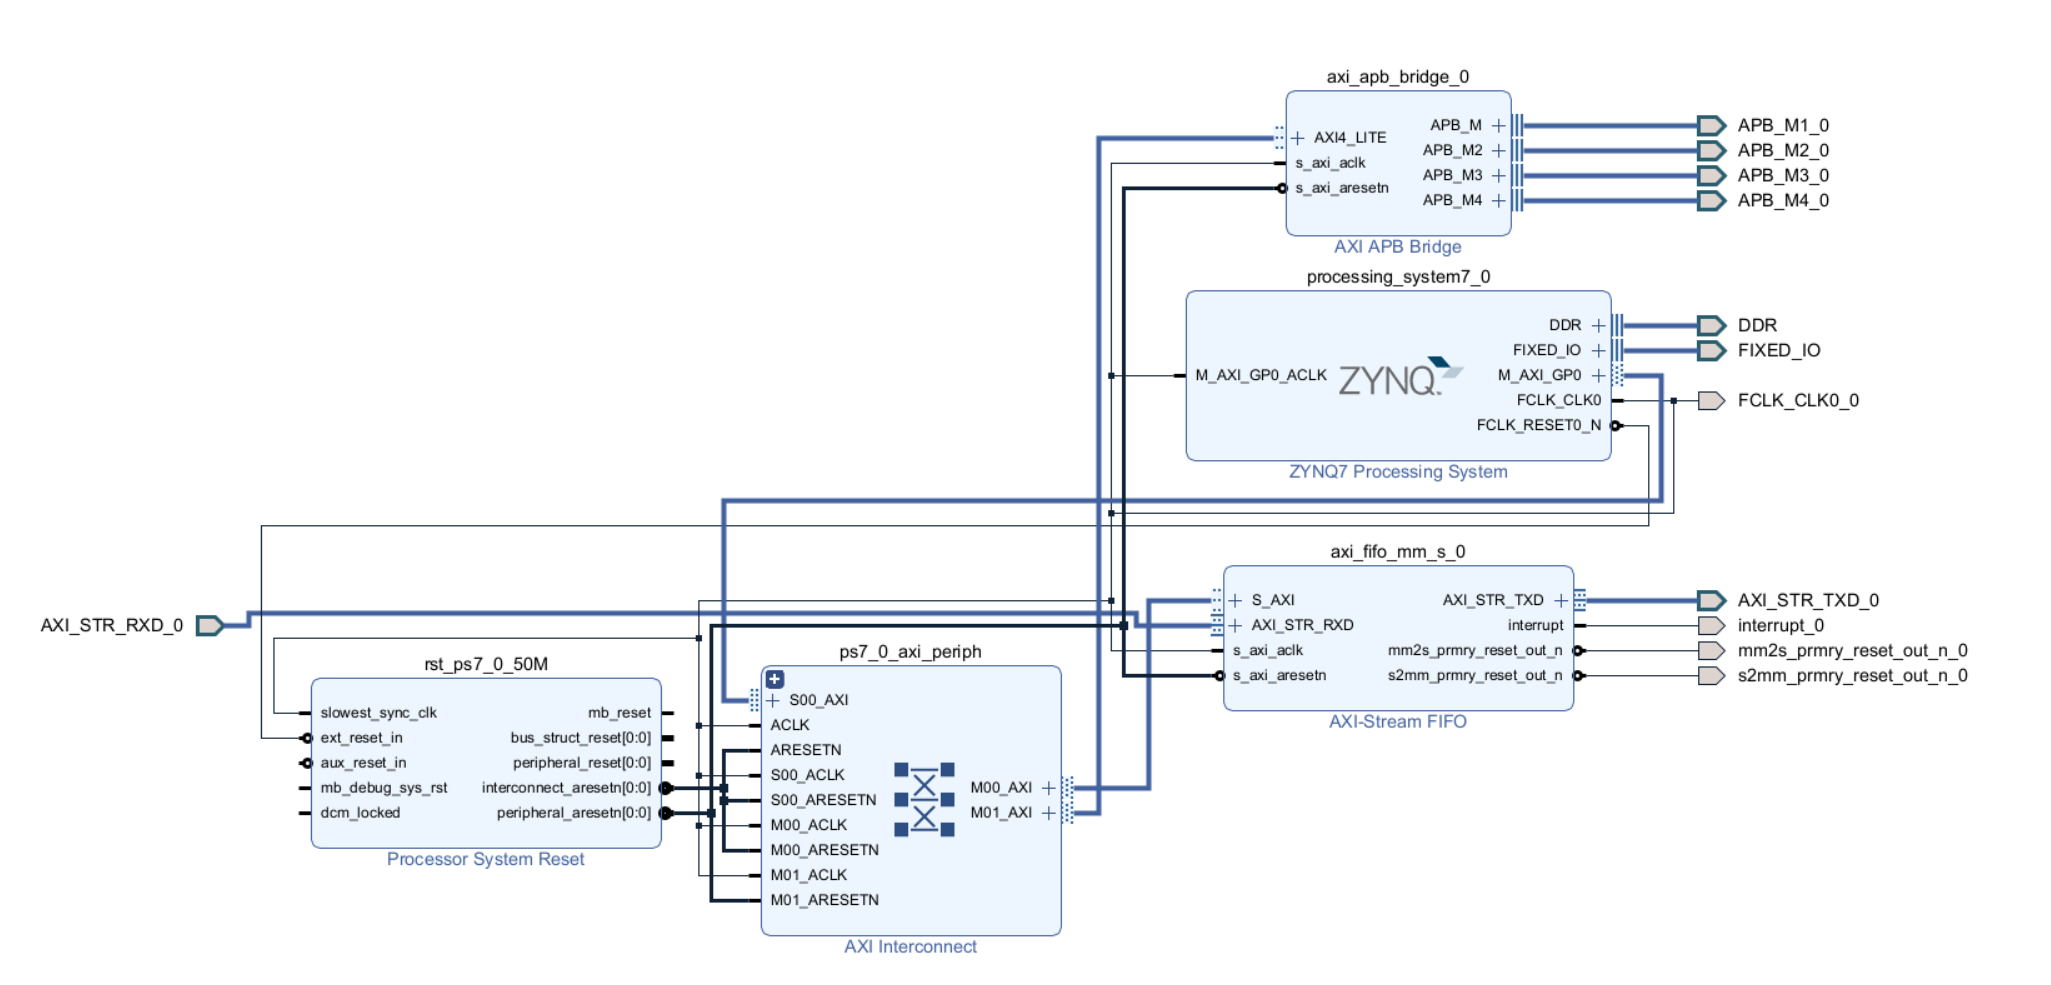 axi_apb_bridge_0
AXI4_LITE
s_axi_aclk
s_axi_aresetn
APB_M
APB_M2
APB_M3
APB_M4
AXI APB Bridge
APB_M1_0
APB_M2_0
APB_M3_0
APB_M4_0
processing_system7_0
M_AXI_GP0_ACLK
ZYNQ
DDR
FIXED_IO
M_AXI_GP0
FCLK_CLK0
FCLK_RESET0_N
ZYNQ7 Processing System
DDR
FIXED_IO
FCLK_CLK0_0
AXI_STR_RXD_0
axi_fifo_mm_s_0
S_AXI
AXI_STR_RXD
s_axi_aclk
s_axi_aresetn
AXI_STR_TXD
interrupt
mm2s_prmry_reset_out_n
s2mm_prmry_reset_out_n
AXI-Stream FIFO
AXI_STR_TXD_0
interrupt_0
mm2s_prmry_reset_out_n_0
s2mm_prmry_reset_out_n_0
rst_ps7_0_50M
slowest_sync_clk
ext_reset_in
aux_reset_in
mb_debug_sys_rst
dcm_locked
mb_reset
bus_struct_reset[0:0]
peripheral_reset[0:0]
interconnect_aresetn[0:0]
peripheral_aresetn[0:0]
Processor System Reset
ps7_0_axi_periph
S00_AXI
ACLK
ARESETN
S00_ACLK
S00_ARESETN
M00_ACLK
M00_ARESETN
M01_ACLK
M01_ARESETN
M00_AXI
M01_AXI
AXI Interconnect